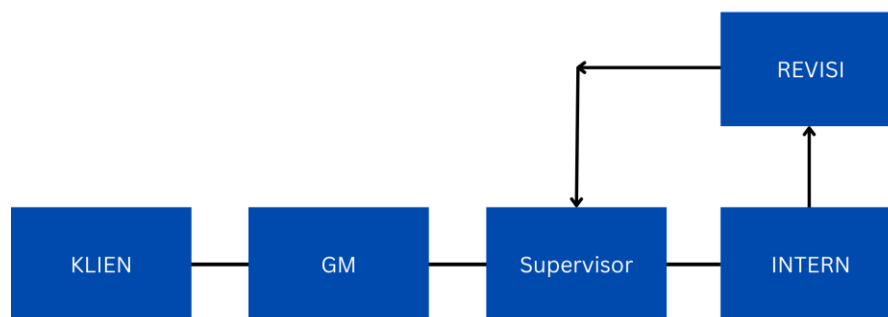 REVISI
KLIEN
GM
Supervisor
INTERN